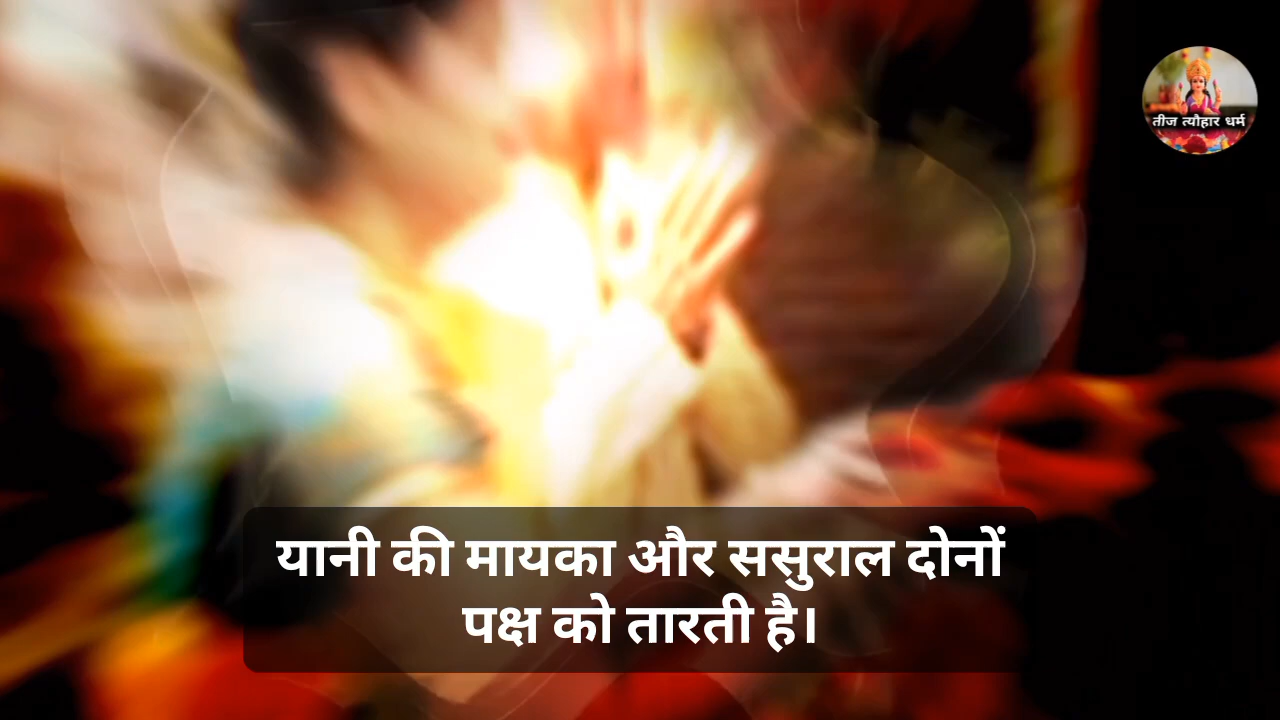 तीज त्यौहार धर्म
यानी की मायका और ससुराल दोनों
पक्ष को तारती है।